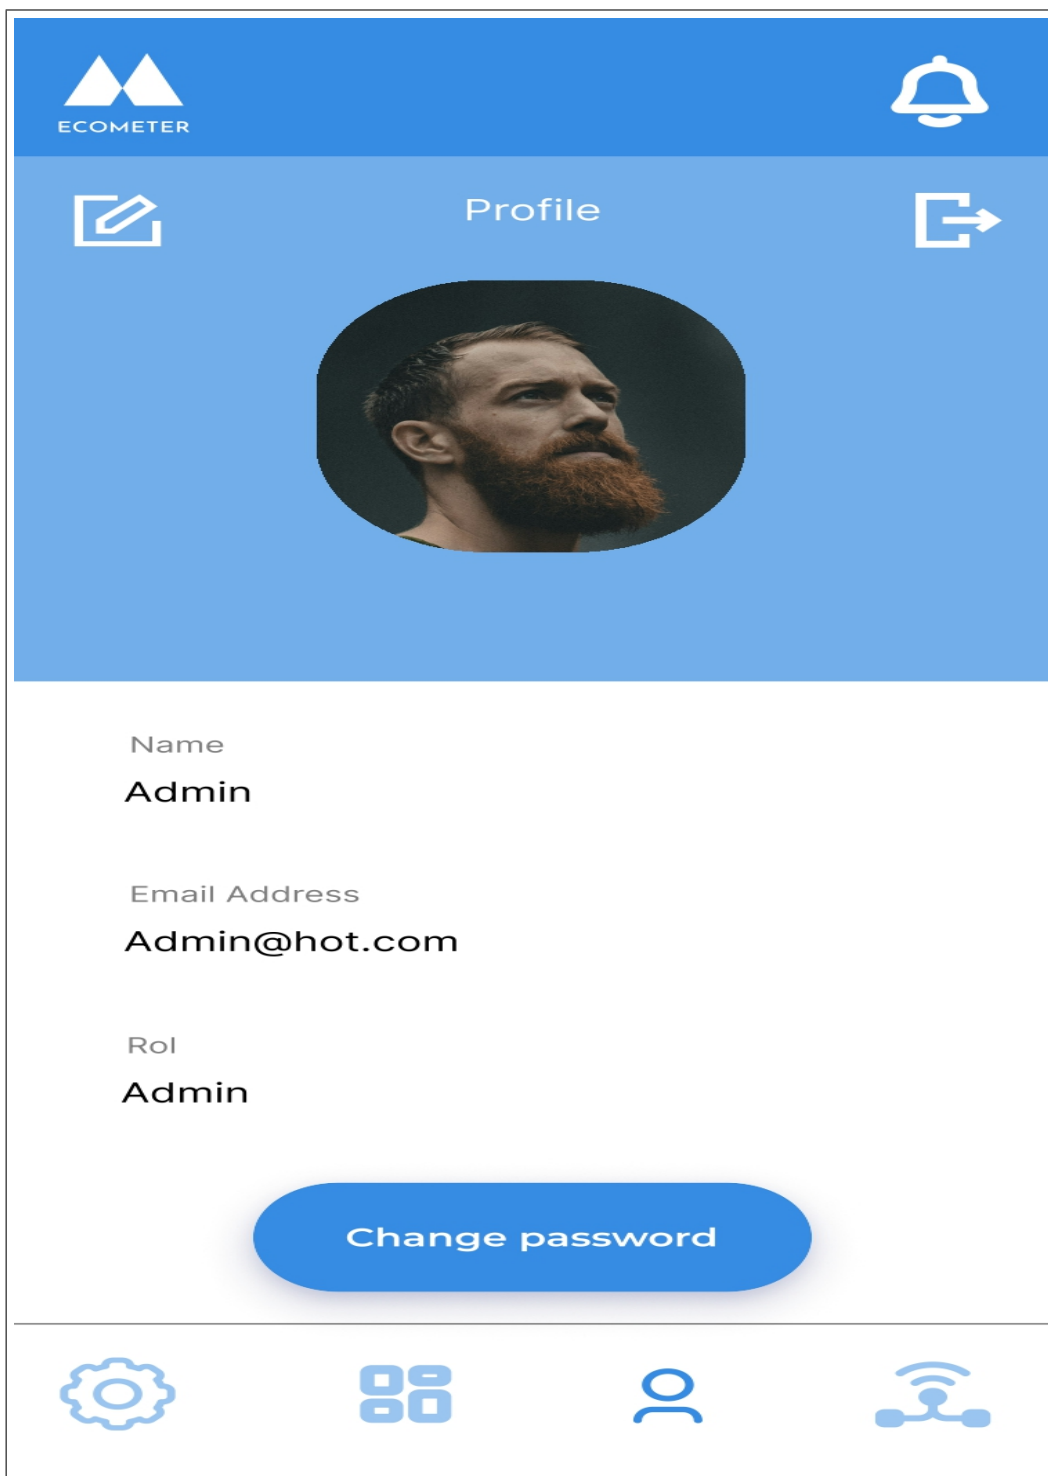 ECOMETER
Profile
Name
Admin
Email Address
Admin@hot.com
Rol
Admin
Change password